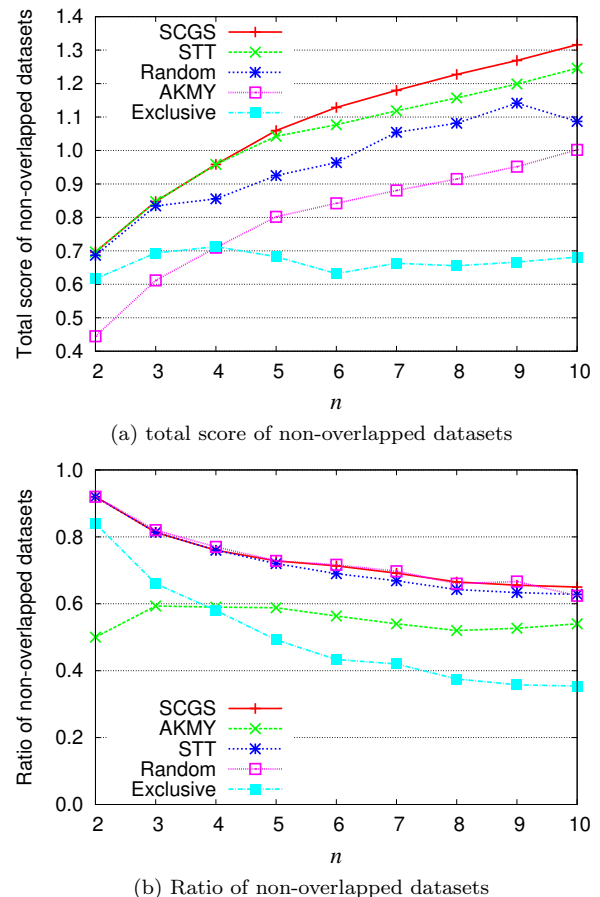 Total score of non-overlapped datasets
1.4
1.3
1.2
1.1
1.0
0.9
0.8
0.7
0.6
0.5
0.4
SCGS
STT
Random
AKMY
Exclusive
2 3 4 5 6 7 8 9 10
n
(a) total score of non-overlapped datasets
Ratio of non-overlapped datasets
1.0
0.8
0.6
0.4
0.2
0.0
SCGS
AKMY
STT
Random
Exclusive
2 3 4 5 6 7 8 9 10
n
(b) Ratio of non-overlapped datasets